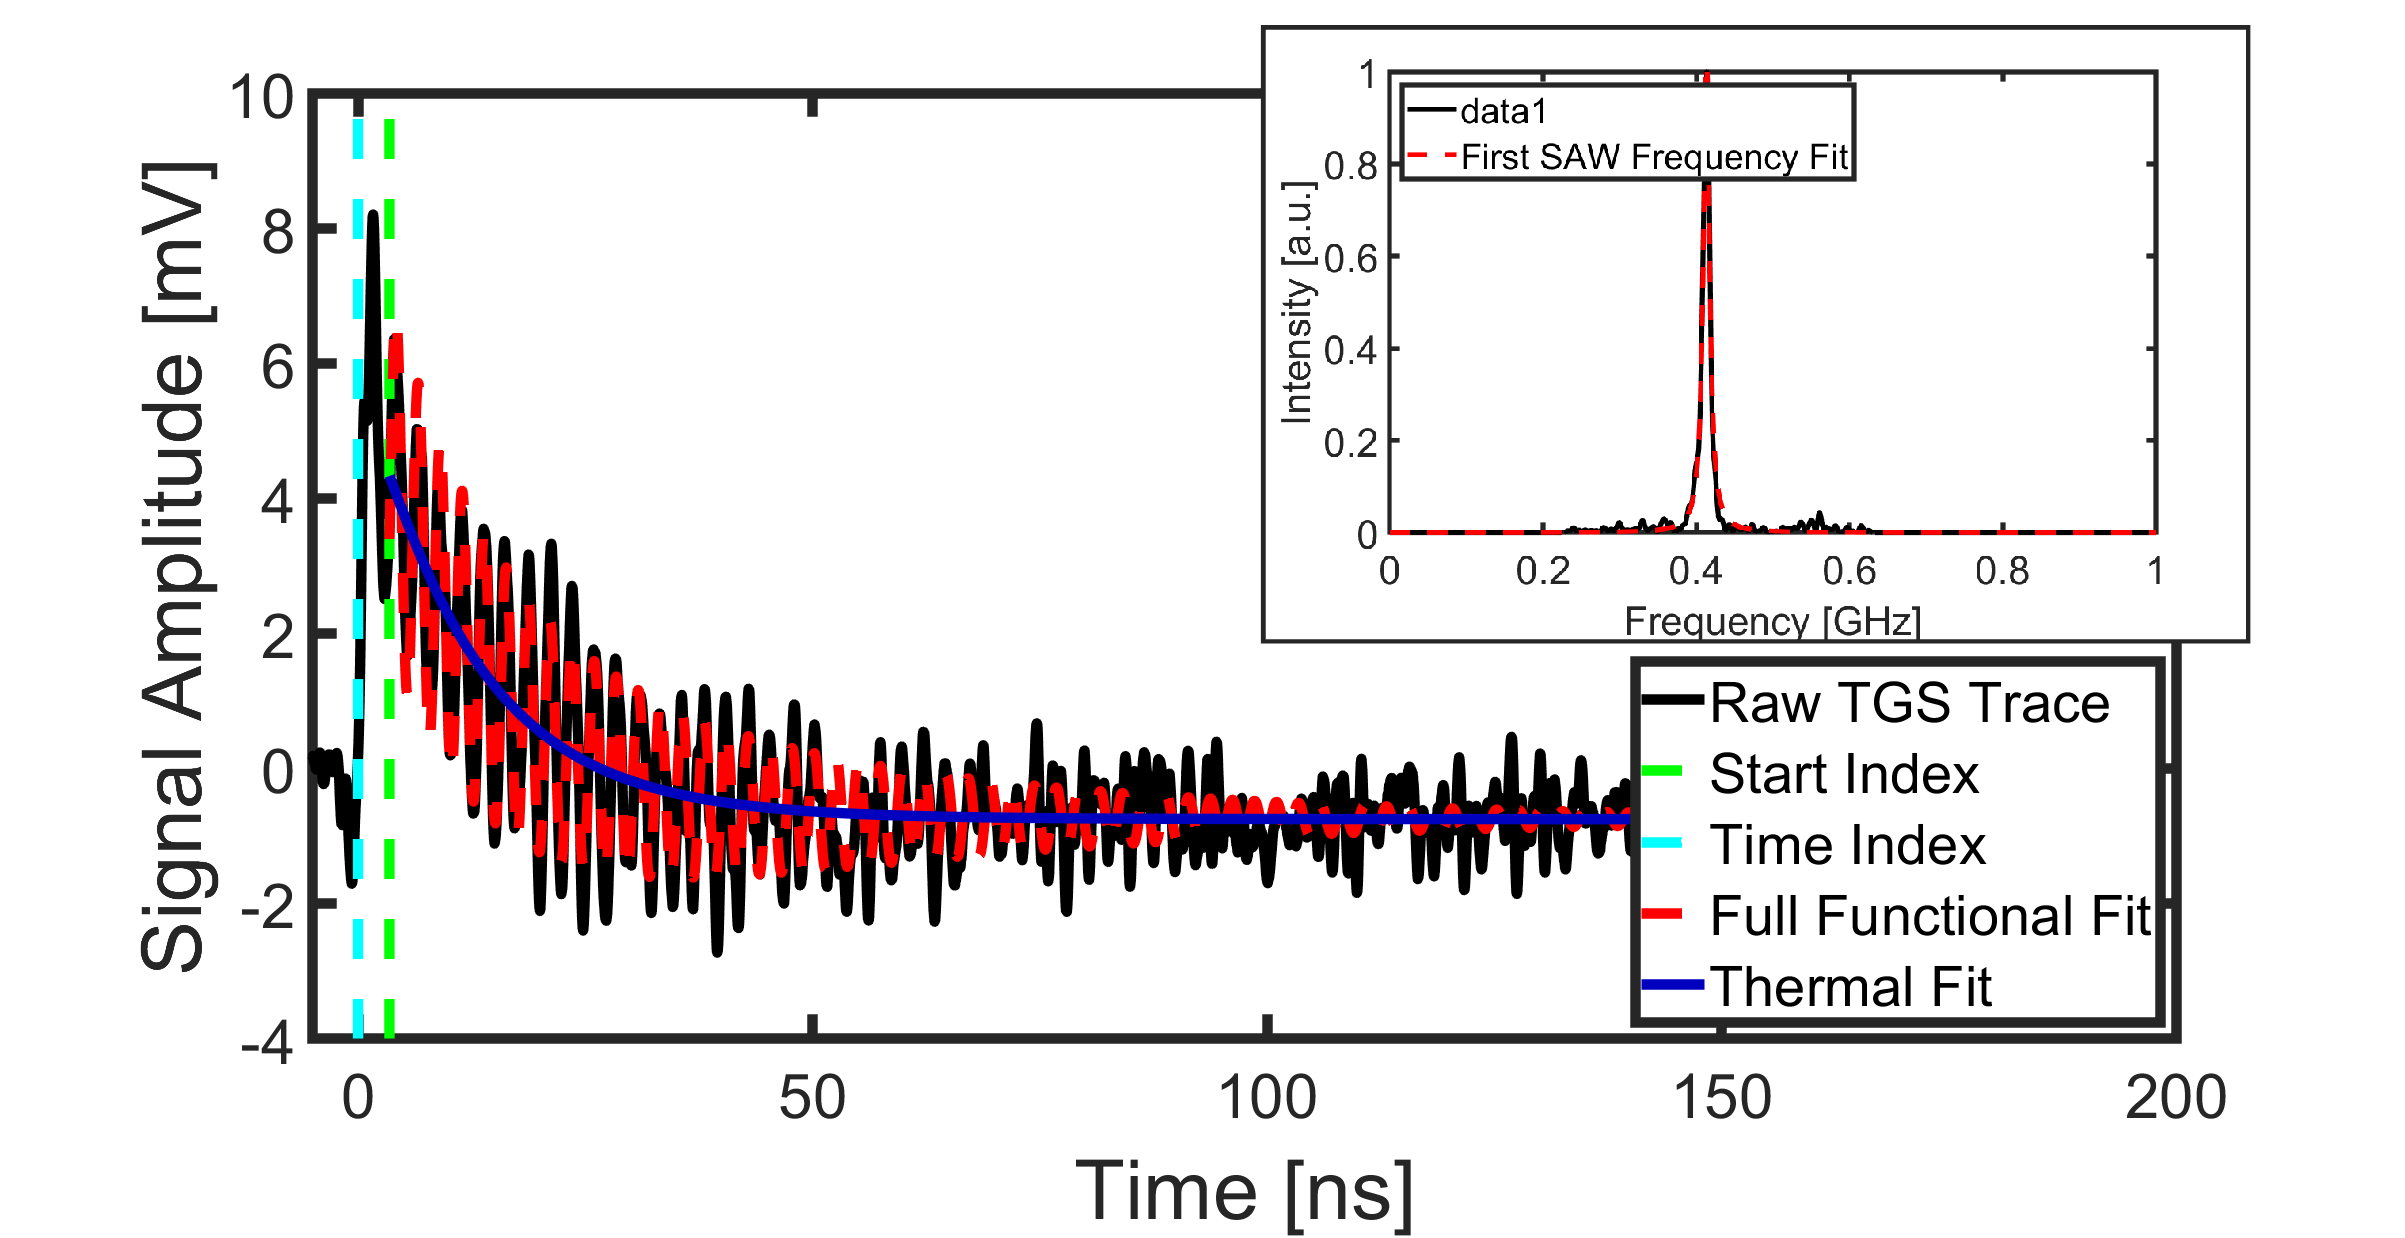 10
8
6
4
2
0
-2
-4
Signal Amplitude [mV]
0
50
100
150
200
Time [ns]
1
0.8
0.6
0.4
0.2
0
Intensity [a.u.]
data1
First SAW Frequency Fit
0
0.2
0.4
0.6
0.8
1
Frequency [GHz]
Raw TGS Trace
Start Index
Time Index
Full Functional Fit
Thermal Fit